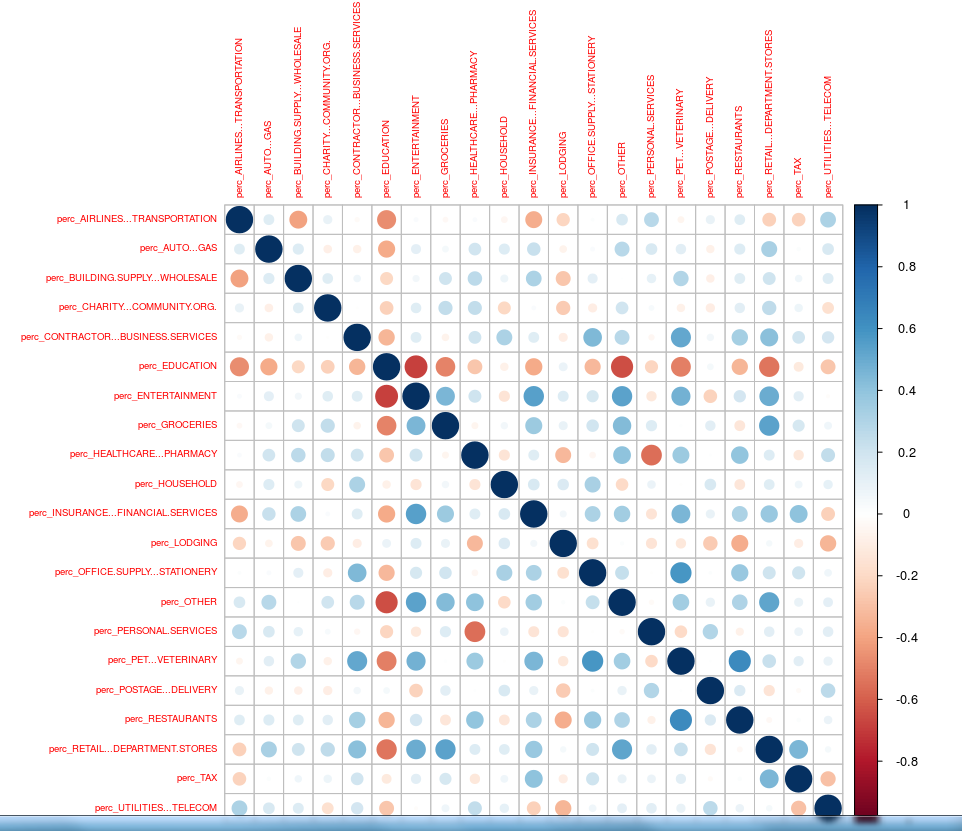 perc_AIRLINES...TRANSPORTATION
perc_AUTO...GAS
perc_BUILDING.SUPPLY...WHOLESALE
perc_CHARITY...COMMUNITY.ORG.
perc_CONTRACTOR...BUSINESS.SERVICES
perc_EDUCATION
perc_ENTERTAINMENT
perc_GROCERIES
perc_HEALTHCARE...PHARMACY
perc_HOUSEHOLD
perc_INSURANCE...FINANCIAL.SERVICES
perc_LODGING
perc_OFFICE.SUPPLY...STATIONERY
perc_OTHER
perc_PERSONAL.SERVICES
perc_PET...VETERINARY
perc_POSTAGE...DELIVERY
perc_RESTAURANTS
perc_RETAIL...DEPARTMENT.STORES
perc_TAX
perc_UTILITIES...TELECOM
perc_AIRLINES...TRANSPORTATION
perc_AUTO...GAS
perc_BUILDING.SUPPLY...WHOLESALE
perc_CHARITY...COMMUNITY.ORG.
perc_CONTRACTOR...BUSINESS.SERVICES
perc_EDUCATION
perc_ENTERTAINMENT
perc_GROCERIES
perc_HEALTHCARE...PHARMACY
perc_HOUSEHOLD
perc_INSURANCE...FINANCIAL.SERVICES
perc_LODGING
perc_OFFICE.SUPPLY...STATIONERY
perc_OTHER
perc_PERSONAL.SERVICES
perc_PET...VETERINARY
perc_POSTAGE...DELIVERY
perc_RESTAURANTS
perc_RETAIL...DEPARTMENT.STORES
perc_TAX
perc_UTILITIES...TELECOM
1
0.8
0.6
0.4
0.2
0
-0.2
-0.4
-0.6
-0.8